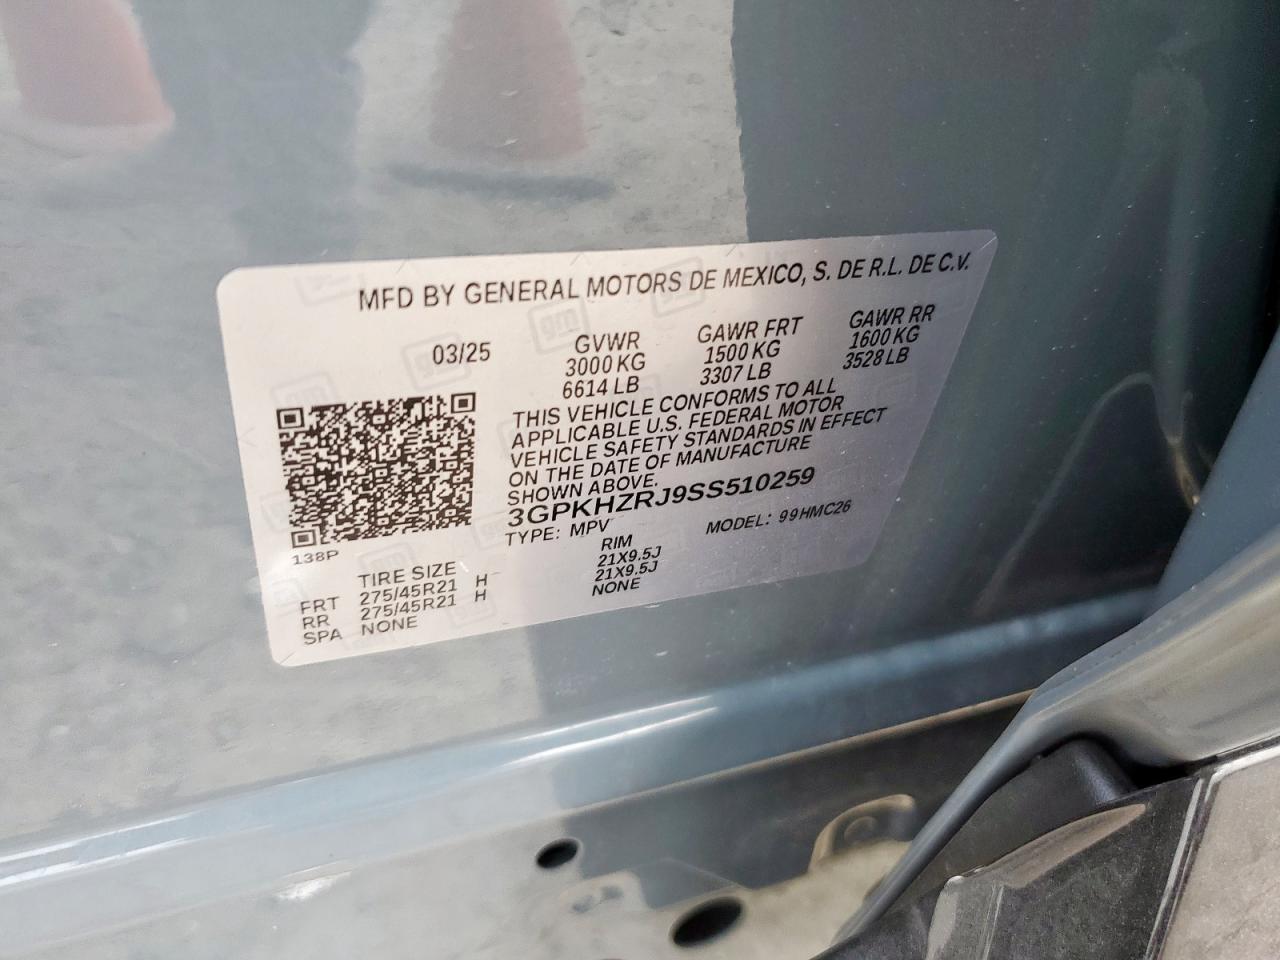 MFD BY GENERAL MOTORS DE MEXICO, S. DE R.L. DE C.V.
03/25 GVWR GAWR FRT GAWR RR
3000 KG 1500 KG 1600 KG
6614 LB 3307 LB 3528 LB
THIS VEHICLE CONFORMS TO ALL
APPLICABLE U.S. FEDERAL MOTOR
VEHICLE SAFETY STANDARDS IN EFFECT
ON THE DATE OF MANUFACTURE
SHOWN ABOVE.
3GPKHZRJ9SS510259
TYPE: MPV MODEL: 99HMC26
138P
TIRE SIZE RIM
FRT 275/45R21 H 21X9.5J
RR 275/45R21 H 21X9.5J
SPA NONE NONE
gm